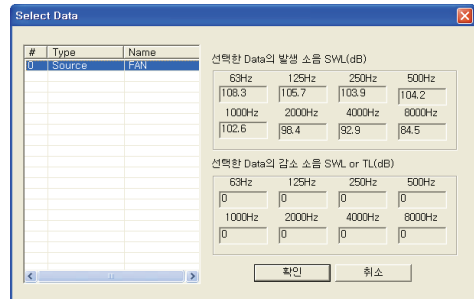 Select Data
# Type Name
0 Source FAN
선택한 Data의 발생 소음 SWL(dB)
63Hz 125Hz 250Hz 500Hz
108.3 105.7 103.9 104.2
1000Hz 2000Hz 4000Hz 8000Hz
102.6 98.4 92.9 84.5
선택한 Data의 감소 소음 SWL or TL(dB)
63Hz 125Hz 250Hz 500Hz
0 0 0 0
1000Hz 2000Hz 4000Hz 8000Hz
0 0 0 0
확인 취소